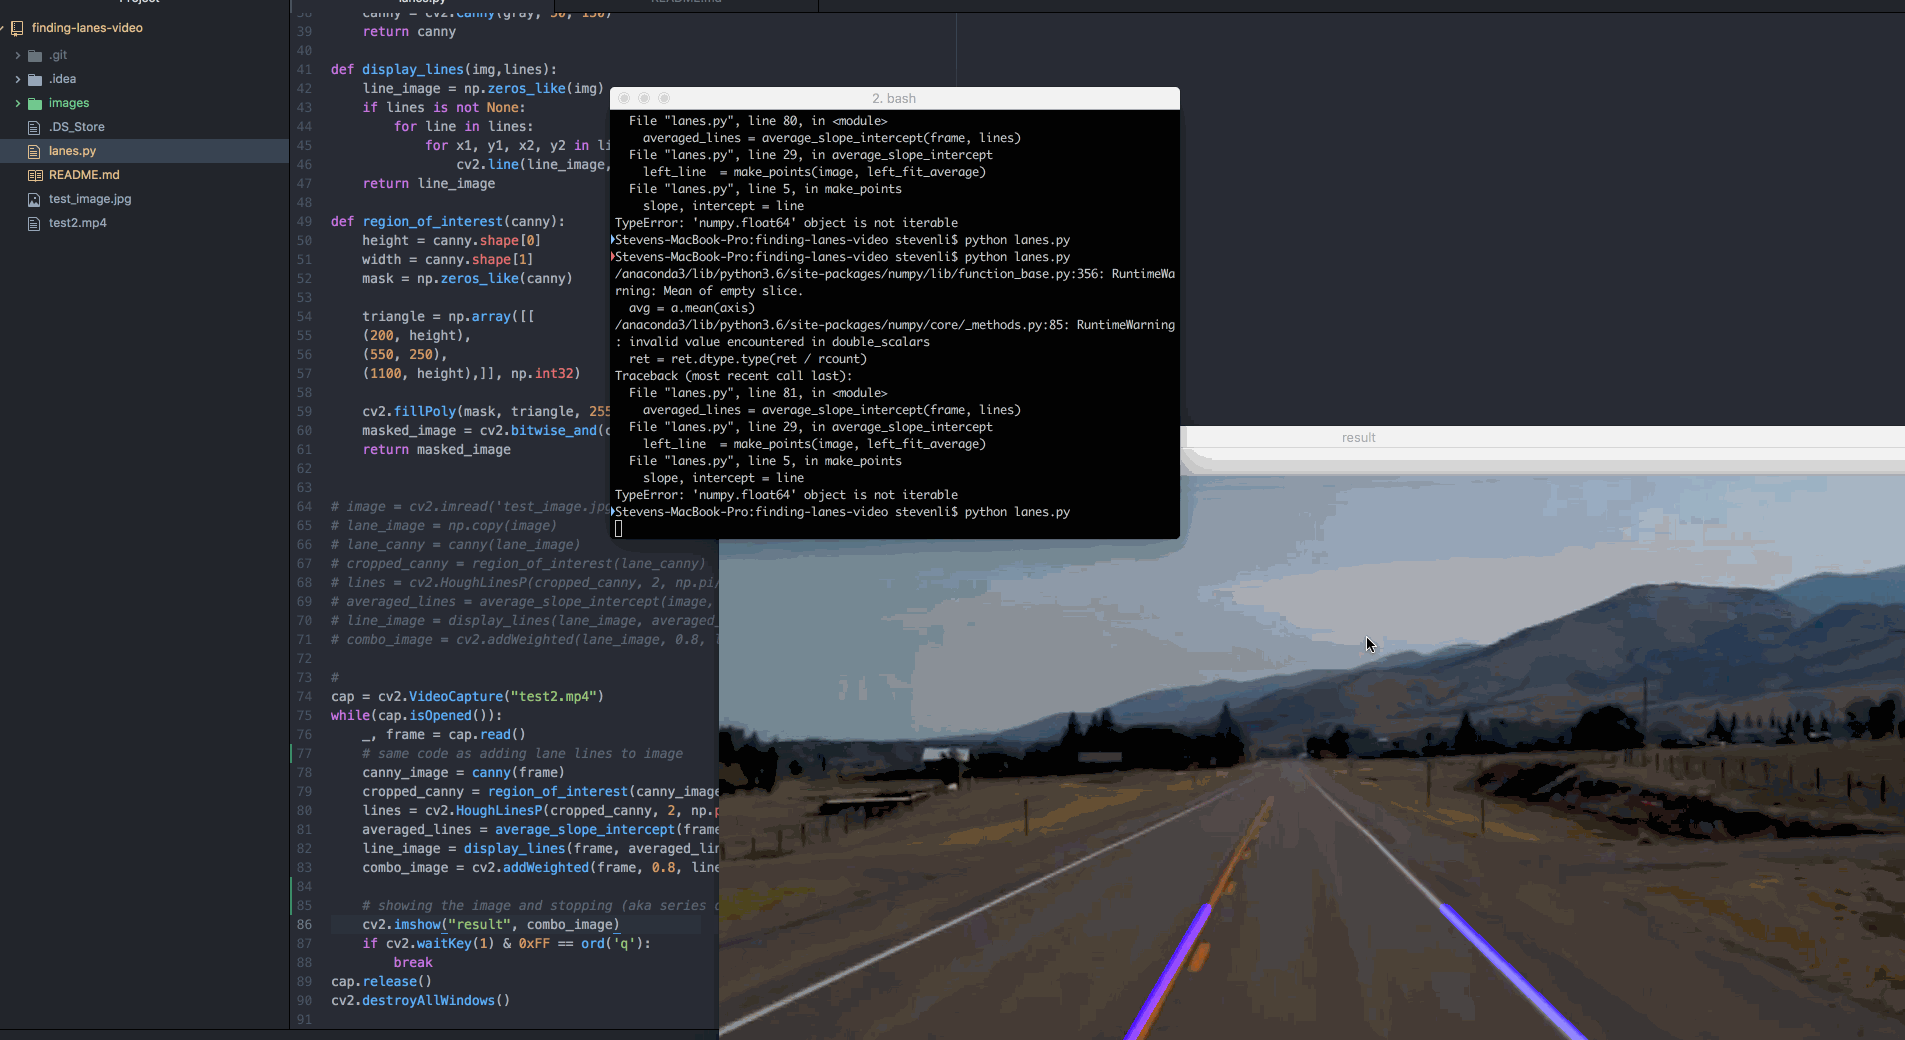 Project
finding-lanes-video
.git
.idea
images
.DS_Store
lanes.py
README.md
test_image.jpg
test2.mp4
lanes.py
README.md
38 canny = cv2.Canny(gray, 50, 150)
39 return canny
40
41 def display_lines(img,lines):
42 line_image = np.zeros_like(img)
43 if lines is not None:
44 for line in lines:
45 for x1, y1, x2, y2 in li
46 cv2.line(line_image,
47 return line_image
48
49 def region_of_interest(canny):
50 height = canny.shape[0]
51 width = canny.shape[1]
52 mask = np.zeros_like(canny)
53
54 triangle = np.array([[
55 (200, height),
56 (550, 250),
57 (1100, height),]], np.int32)
58
59 cv2.fillPoly(mask, triangle, 255
60 masked_image = cv2.bitwise_and(c
61 return masked_image
62
63
64 # image = cv2.imread('test_image.jpg
65 # lane_image = np.copy(image)
66 # lane_canny = canny(lane_image)
67 # cropped_canny = region_of_interest(lane_canny)
68 # lines = cv2.HoughLinesP(cropped_canny, 2, np.pi/
69 # averaged_lines = average_slope_intercept(image,
70 # line_image = display_lines(lane_image, averaged_
71 # combo_image = cv2.addWeighted(lane_image, 0.8, l
72
73 #
74 cap = cv2.VideoCapture("test2.mp4")
75 while(cap.isOpened()):
76 _, frame = cap.read()
77 # same code as adding lane lines to image
78 canny_image = canny(frame)
79 cropped_canny = region_of_interest(canny_image
80 lines = cv2.HoughLinesP(cropped_canny, 2, np.p
81 averaged_lines = average_slope_intercept(frame
82 line_image = display_lines(frame, averaged_lin
83 combo_image = cv2.addWeighted(frame, 0.8, line
84
85 # showing the image and stopping (aka series o
86 cv2.imshow("result", combo_image)
87 if cv2.waitKey(1) & 0xFF == ord('q'):
88 break
89 cap.release()
90 cv2.destroyAllWindows()
91
2. bash
File "lanes.py", line 80, in <module>
averaged_lines = average_slope_intercept(frame, lines)
File "lanes.py", line 29, in average_slope_intercept
left_line  = make_points(image, left_fit_average)
File "lanes.py", line 5, in make_points
slope, intercept = line
TypeError: 'numpy.float64' object is not iterable
Stevens-MacBook-Pro:finding-lanes-video stevenli$ python lanes.py
Stevens-MacBook-Pro:finding-lanes-video stevenli$ python lanes.py
/anaconda3/lib/python3.6/site-packages/numpy/lib/function_base.py:356: RuntimeWa
rning: Mean of empty slice.
avg = a.mean(axis)
/anaconda3/lib/python3.6/site-packages/numpy/core/_methods.py:85: RuntimeWarning
: invalid value encountered in double_scalars
ret = ret.dtype.type(ret / rcount)
Traceback (most recent call last):
File "lanes.py", line 81, in <module>
averaged_lines = average_slope_intercept(frame, lines)
File "lanes.py", line 29, in average_slope_intercept
left_line  = make_points(image, left_fit_average)
File "lanes.py", line 5, in make_points
slope, intercept = line
TypeError: 'numpy.float64' object is not iterable
Stevens-MacBook-Pro:finding-lanes-video stevenli$ python lanes.py
result